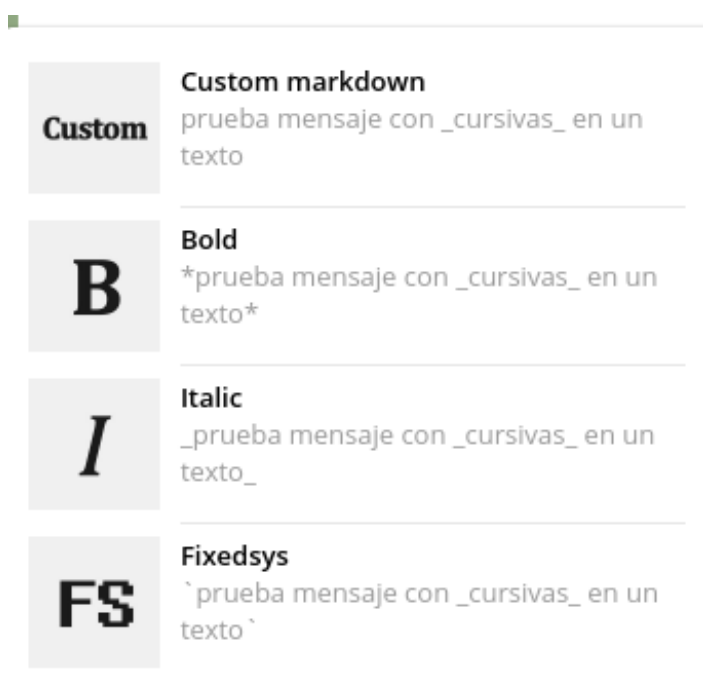 Custom
Custom markdown
prueba mensaje con _cursivas_ en un
texto
B
Bold
*prueba mensaje con _cursivas_ en un
texto*
I
Italic
_prueba mensaje con _cursivas_ en un
texto_
FS
Fixedsys
`prueba mensaje con _cursivas_ en un
texto`